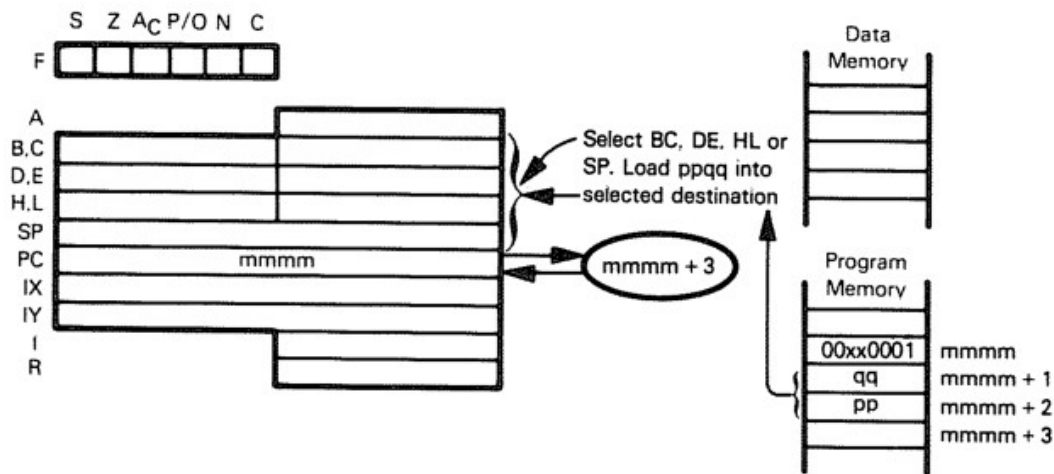 S Z AC P/O N C
F
A
B,C
D,E
H,L
SP
PC
IX
IY
I
R
mmmm
Select BC, DE, HL or
SP. Load ppqq into
selected destination
mmmm + 3
Data
Memory
Program
Memory
00xx0001 mmmm
qq mmmm + 1
pp mmmm + 2
mmmm + 3